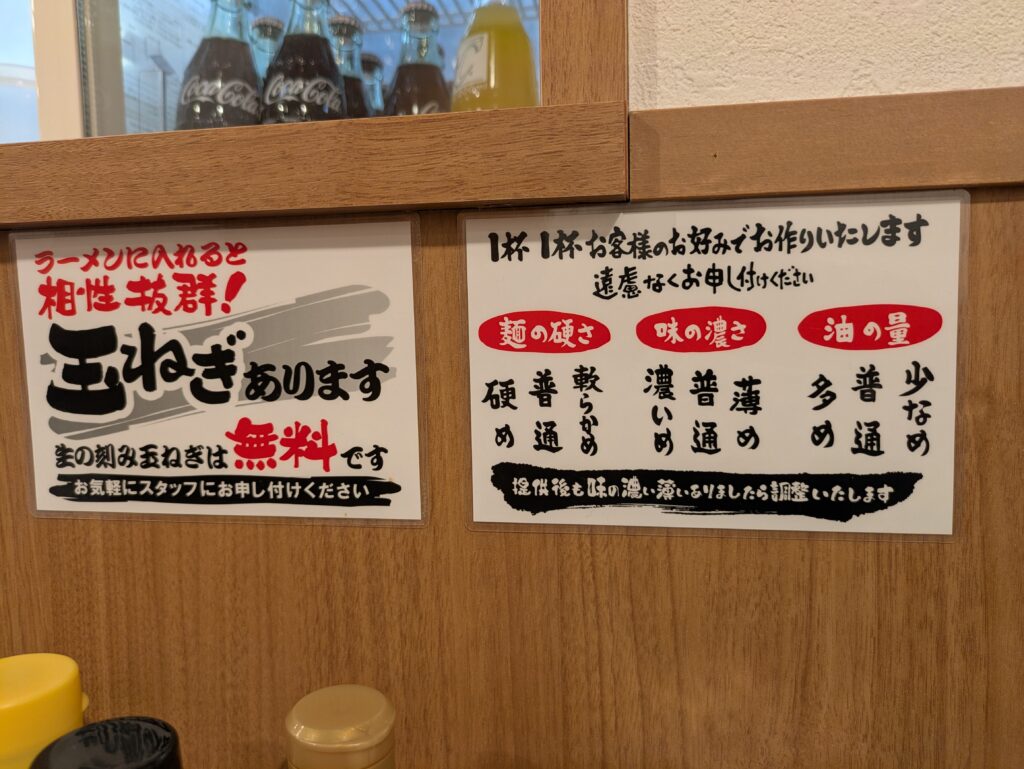 Coca-Cola
Coca-Cola
ラーメンに入れると
相性抜群!
玉ねぎあります
生の刻み玉ねぎは無料です
お気軽にスタッフにお申し付けください
1杯1杯お客様のお好みでお作りいたします
遠慮なくお申し付けください
麺の硬さ
硬め
普通
軟らかめ
味の濃さ
濃いめ
普通
薄め
油の量
多め
普通
少なめ
提供後も味の濃い薄いありましたら調整いたします